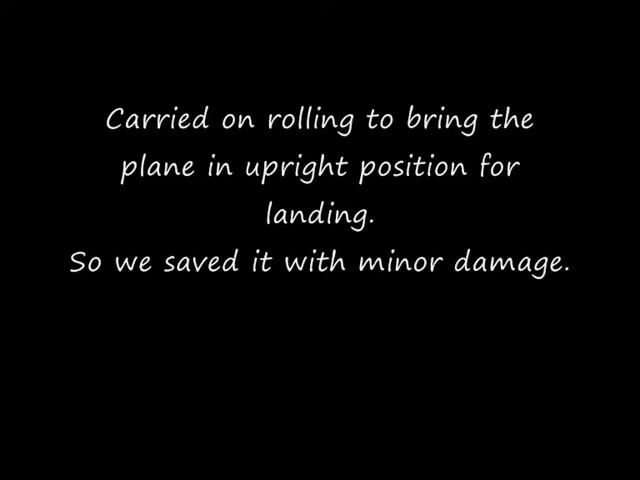 Carried on rolling to bring the
plane in upright position for
landing.
So we saved it with minor damage.